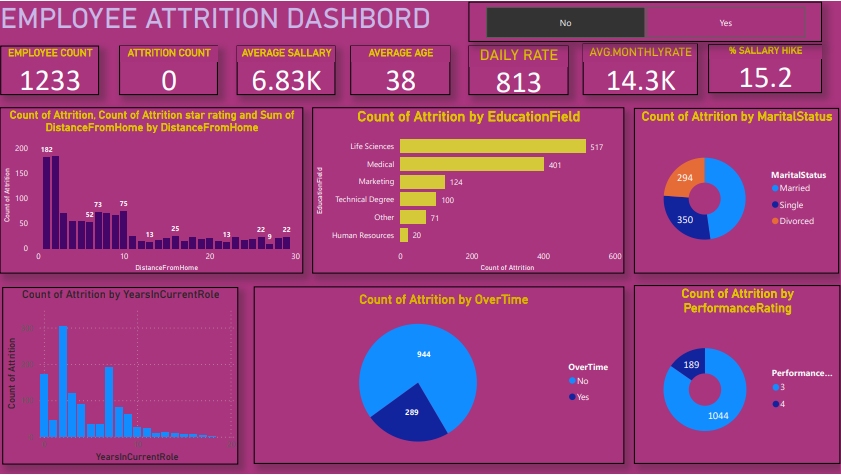 EMPLOYEE ATTRITION DASHBORD
No
Yes
EMPLOYEE COUNT
1233
ATTRITION COUNT
0
AVERAGE SALLARY
6.83K
AVERAGE AGE
38
DAILY RATE
813
AVG.MONTHLYRATE
14.3K
% SALLARY HIKE
15.2
Count of Attrition, Count of Attrition star rating and Sum of
DistanceFromHome by DistanceFromHome
Count of Attrition
200
150
100
50
0
182
52
73
75
13
25
13
22
9
22
0
10
20
30
DistanceFromHome
Count of Attrition by EducationField
EducationField
Life Sciences
517
Medical
401
Marketing
124
Technical Degree
100
Other
71
Human Resources
20
0
200
400
600
Count of Attrition
Count of Attrition by MaritalStatus
294
350
MaritalStatus
Married
Single
Divorced
Count of Attrition by YearsInCurrentRole
Count of Attrition
YearsInCurrentRole
Count of Attrition by OverTime
944
289
OverTime
No
Yes
Count of Attrition by
PerformanceRating
189
1044
Performance...
3
4